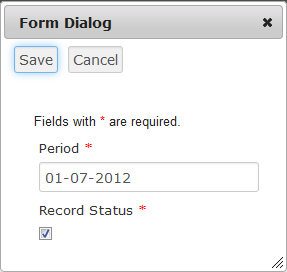 Form Dialog
Save Cancel
Fields with * are required.
Period *
01-07-2012
Record Status *